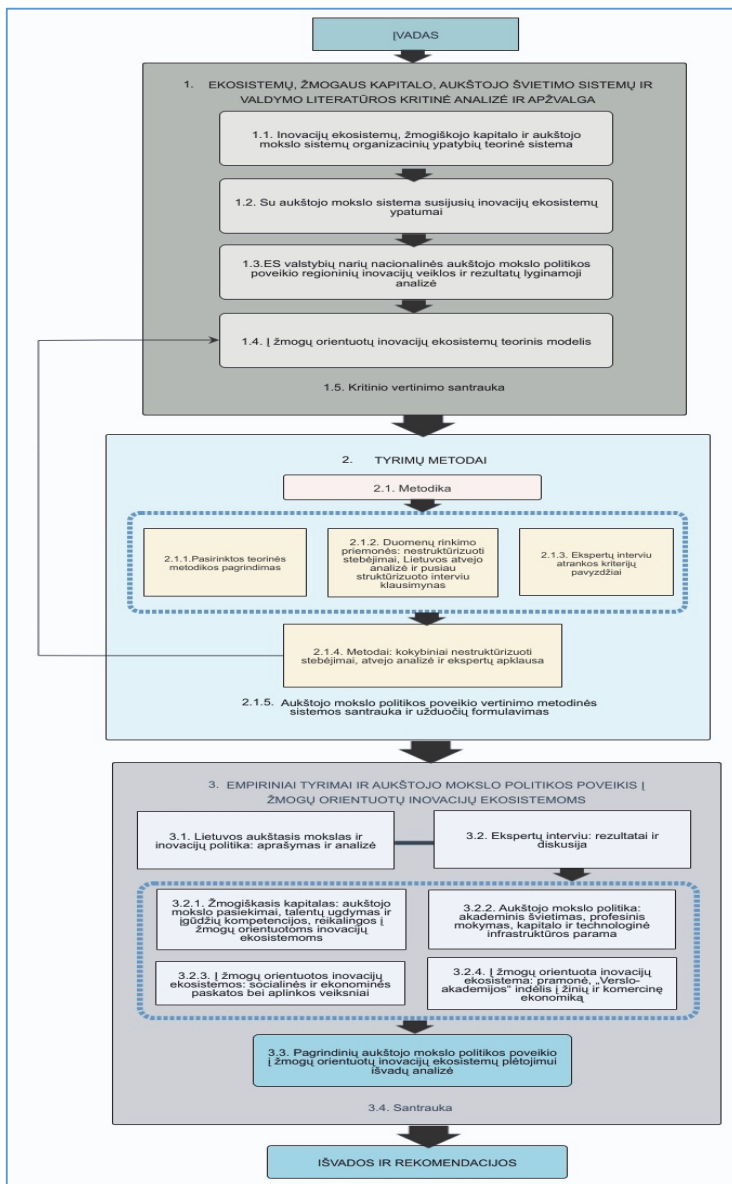 ĮVADAS
1. EKOSISTEMŲ, ŽMOGAUS KAPITALO, AUKŠTOJO ŠVIETIMO SISTEMŲ IR
VALDYMO LITERATŪROS KRITINĖ ANALIZĖ IR APŽVALGA
1.1. Inovacijų ekosistemų, žmogiškojo kapitalo ir aukštojo
mokslo sistemų organizacinių ypatybių teorinė sistema
1.2. Su aukštojo mokslo sistema susijusių inovacijų ekosistemų
ypatumai
1.3.ES valstybių narių nacionalinės aukštojo mokslo politikos
poveikio regioninių inovacijų veiklos ir rezultatų lyginamoji
analizė
1.4. Į žmogų orientuotų inovacijų ekosistemų teorinis modelis
1.5. Kritinio vertinimo santrauka
2. TYRIMŲ METODAI
2.1. Metodika
2.1.1.Pasirinktos teorinės
metodikos pagrindimas
2.1.2. Duomenų rinkimo
priemonės: nestruktūrizuoti
stebėjimai, Lietuvos atvejo
analizė ir pusiau
struktūrizuoto interviu
klausimynas
2.1.3. Ekspertų interviu
atrankos kriterijų
pavyzdžiai
2.1.4. Metodai: kokybiniai nestruktūrizuoti
stebėjimai, atvejo analizė ir ekspertų apklausa
2.1.5. Aukštojo mokslo politikos poveikio vertinimo metodinės
sistemos santrauka ir užduočių formulavimas
3. EMPIRINIAI TYRIMAI IR AUKŠTOJO MOKSLO POLITIKOS POVEIKIS Į
ŽMOGŲ ORIENTUOTŲ INOVACIJŲ EKOSISTEMOMS
3.1. Lietuvos aukštasis mokslas ir
inovacijų politika: aprašymas ir analizė
3.2. Ekspertų interviu: rezultatai ir
diskusija
3.2.1. Žmogiškasis kapitalas: aukštojo
mokslo pasiekimai, talentų ugdymas ir
įgūdžių kompetencijos, reikalingos į
žmogų orientuotoms inovacijų
ekosistemoms
3.2.2. Aukštojo mokslo politika:
akademinis švietimas, profesinis
mokymas, kapitalo ir technologinė
infrastruktūros parama
3.2.3. Į žmogų orientuotos inovacijų
ekosistemos: socialinės ir ekonominės
paskatos bei aplinkos veiksniai
3.2.4. Į žmogų orientuota inovacijų
ekosistema: pramonė, „Verslo-
akademijos" indėlis į žinių ir komercinę
ekonomiką
3.3. Pagrindinių aukštojo mokslo politikos poveikio
į žmogų orientuotų inovacijų ekosistemų plėtojimui
išvadų analizė
3.4. Santrauka
IŠVADOS IR REKOMENDACIJOS